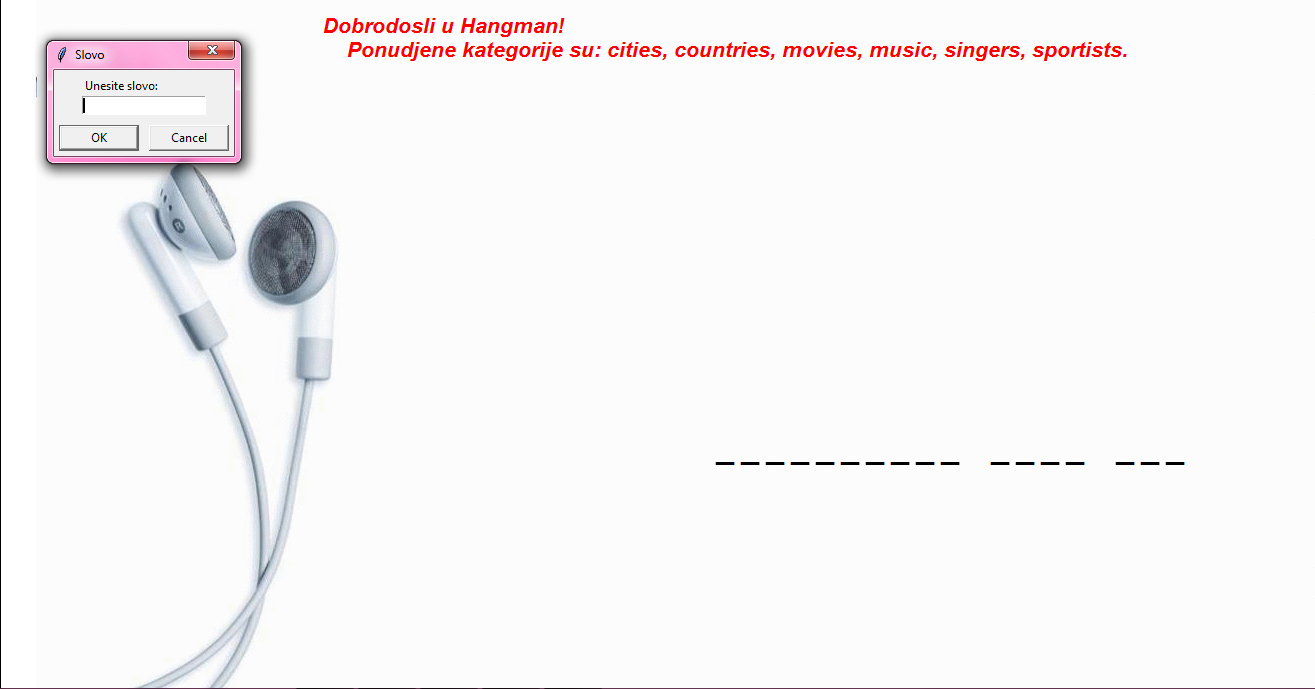 Dobrodosli u Hangman!
Ponudjene kategorije su: cities, countries, movies, music, singers, sportists.
Slovo
Unesite slovo:
OK Cancel
_ _ _ _ _ _ _ _ _ _  _ _ _ _  _ _ _